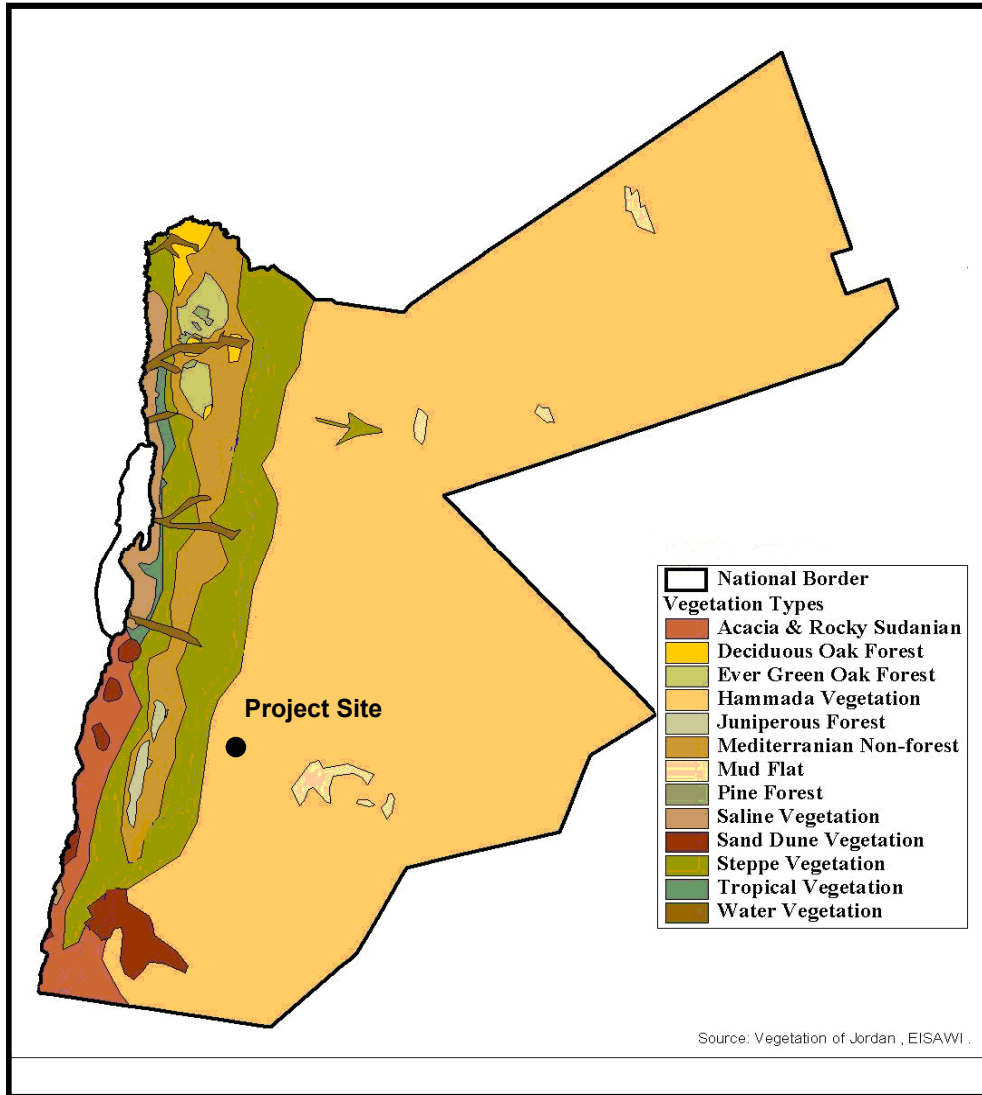 Project Site
National Border
Vegetation Types
Acacia & Rocky Sudanian
Deciduous Oak Forest
Ever Green Oak Forest
Hammada Vegetation
Juniperous Forest
Mediterranian Non-forest
Mud Flat
Pine Forest
Saline Vegetation
Sand Dune Vegetation
Steppe Vegetation
Tropical Vegetation
Water Vegetation
Source: Vegetation of Jordan , EISAWI .